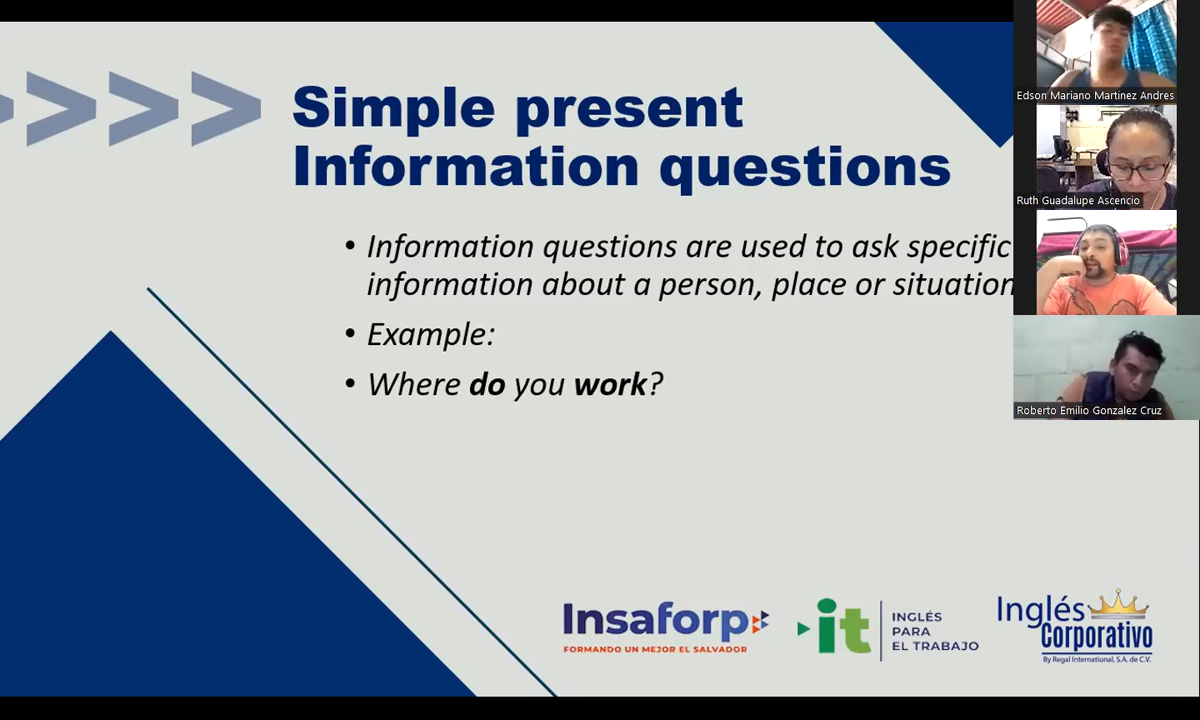 Simple present
Information questions
• Information questions are used to ask specific
information about a person, place or situation
• Example:
• Where do you work?
Insaforp
FORMANDO UN MEJOR EL SALVADOR
it
INGLÉS
PARA
EL TRABAJO
Inglés
Corporativo
By Regal International, S.A. de C.V.
Edson Mariano Martinez Andres
Ruth Guadalupe Ascencio
Roberto Emilio Gonzalez Cruz